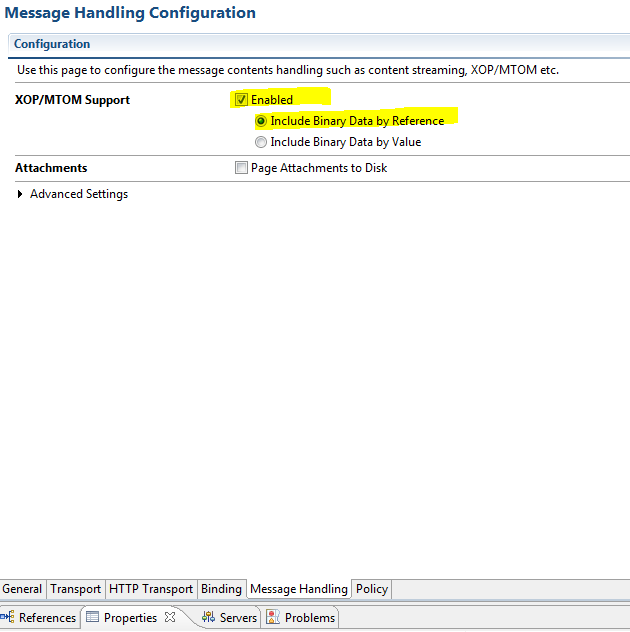 Message Handling Configuration
Configuration
Use this page to configure the message contents handling such as content streaming, XOP/MTOM etc.
XOP/MTOM Support Enabled
Include Binary Data by Reference
Include Binary Data by Value
Attachments Page Attachments to Disk
Advanced Settings
General Transport HTTP Transport Binding Message Handling Policy
References Properties Servers Problems